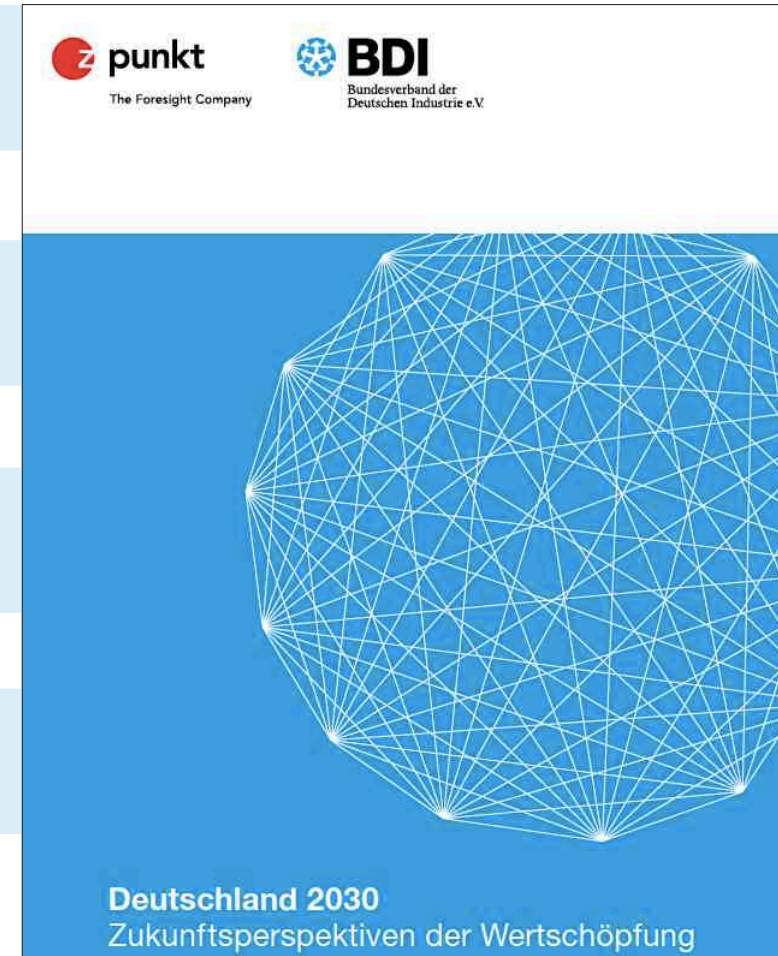 z punkt
The Foresight Company
BDI
Bundesverband der
Deutschen Industrie e.V.
Deutschland 2030
Zukunftsperspektiven der Wertschöpfung